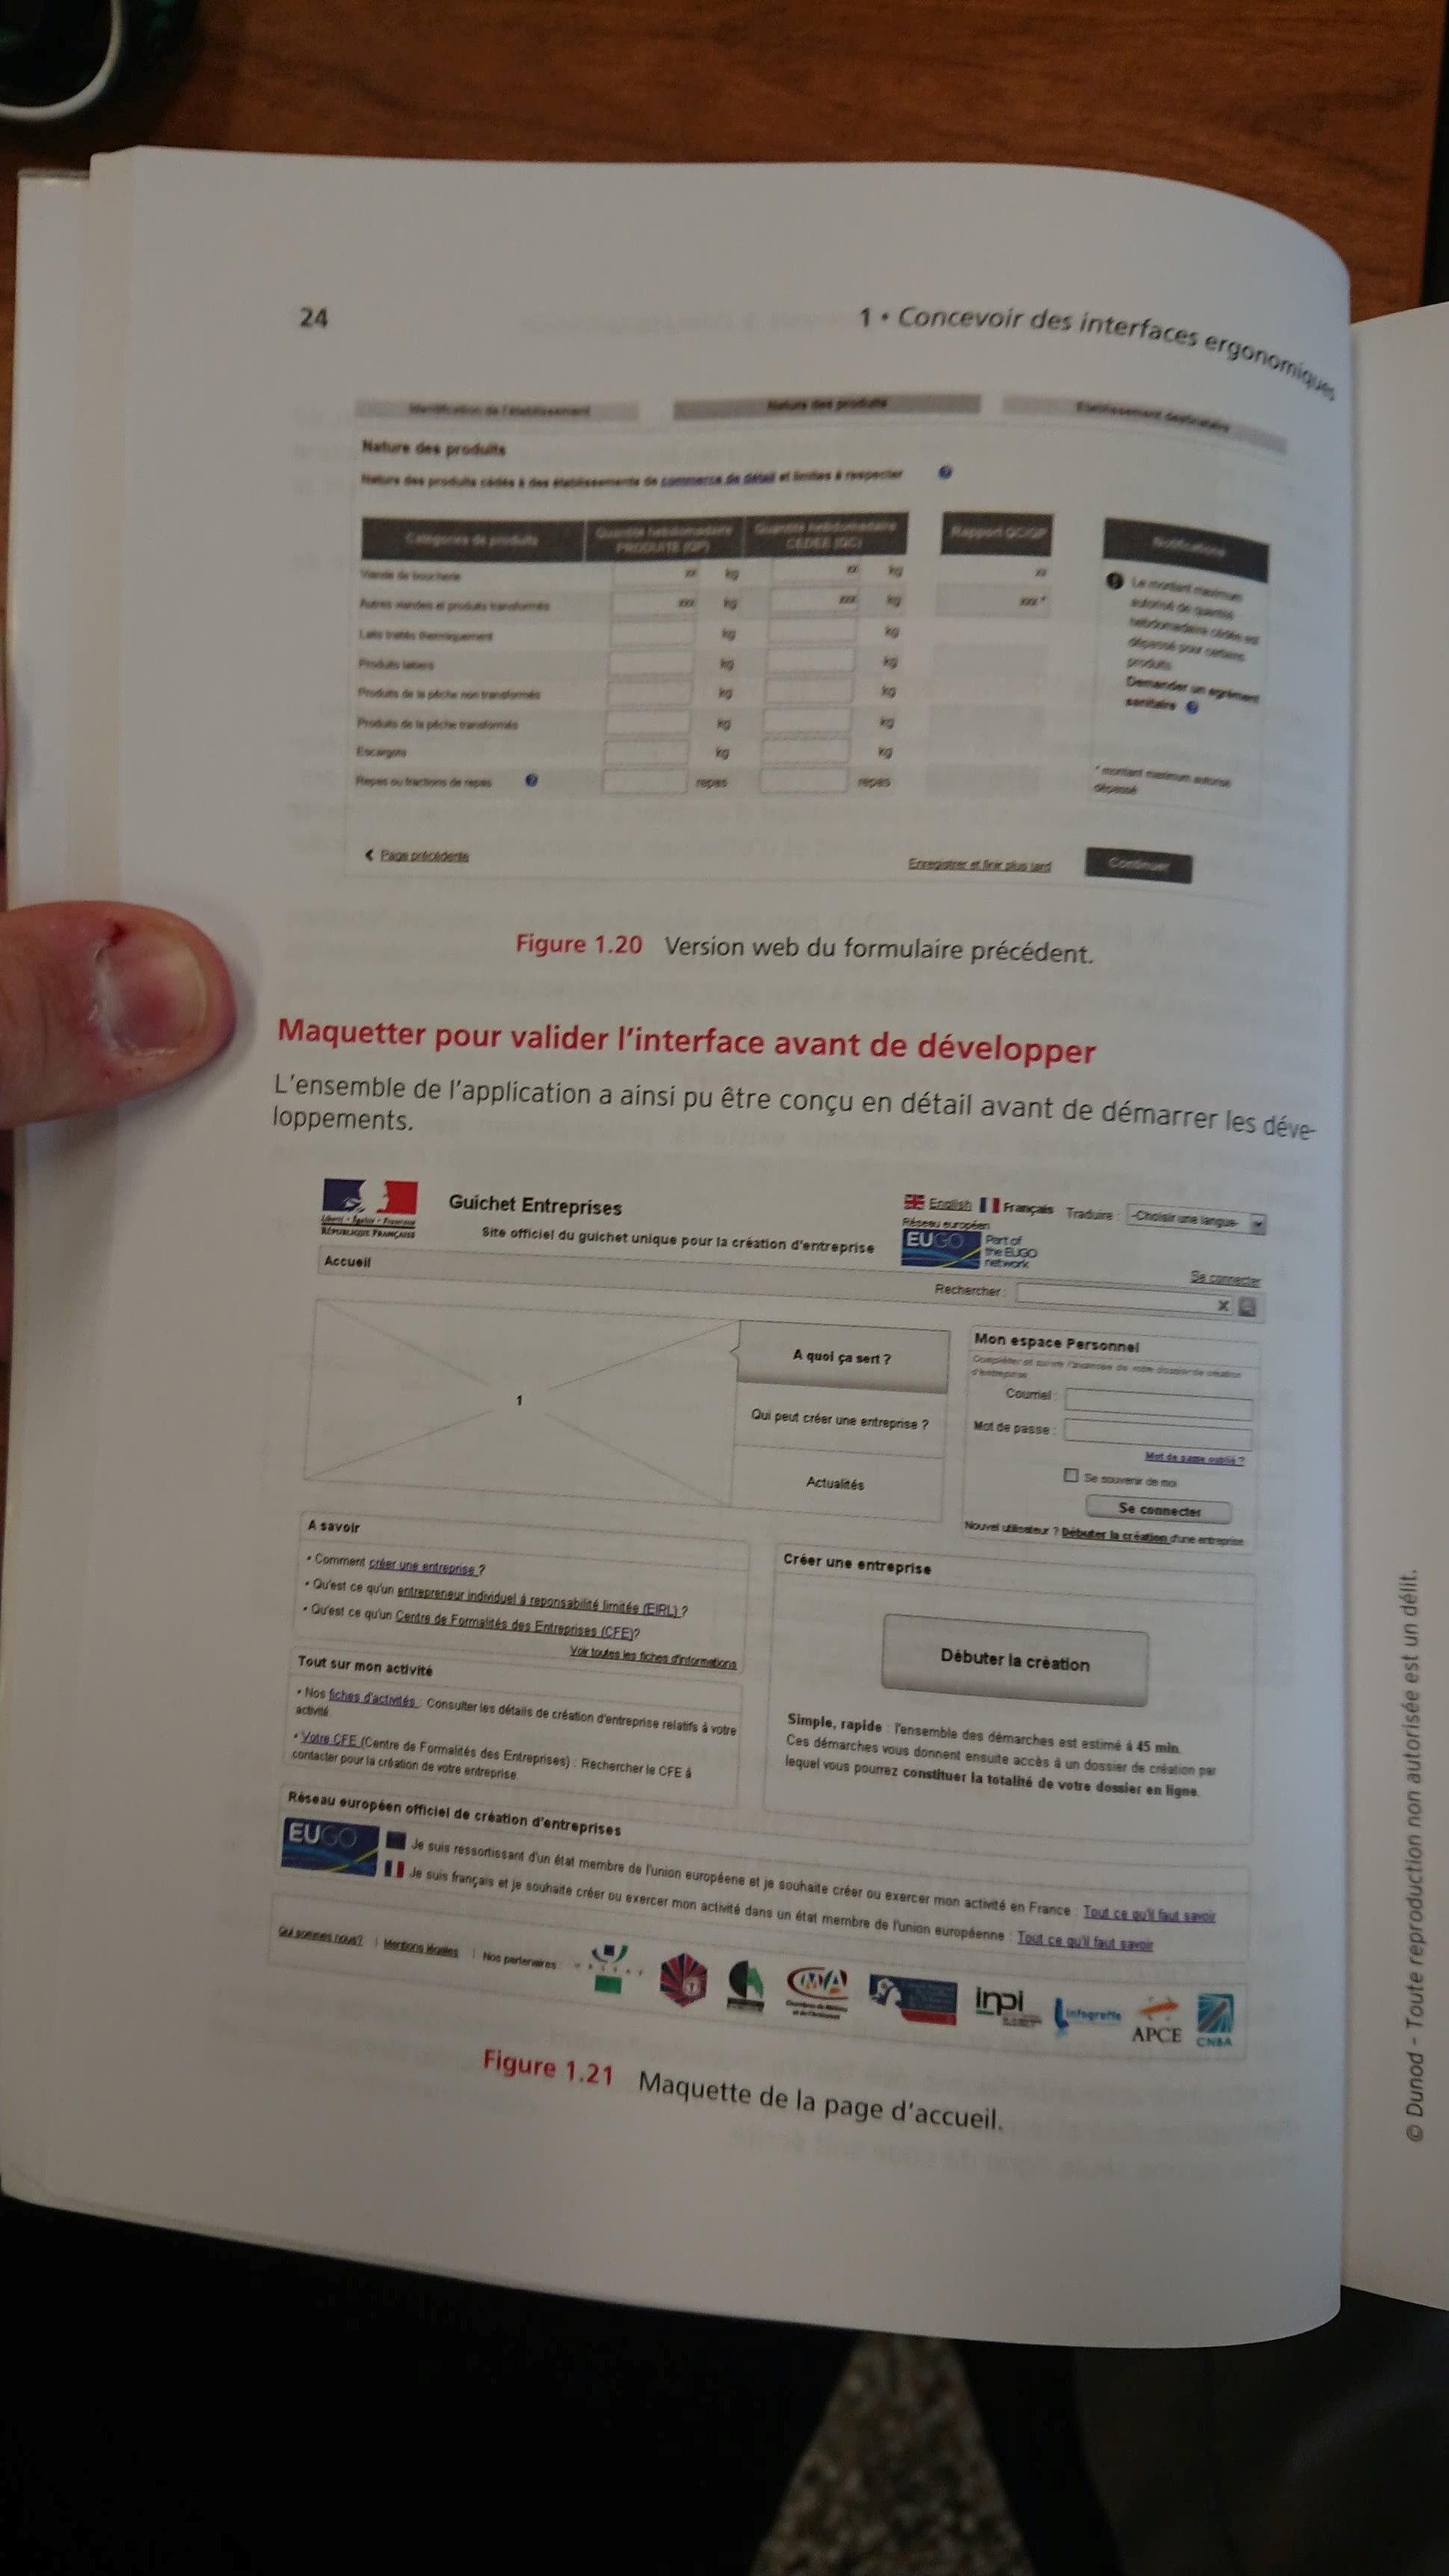 24
1 • Concevoir des interfaces ergonomiques
Identification de l'établissement
Nature des produits
Etablissement destinataire
Nature des produits
Nature des produits cédés à des établissements de commerce de détail et limites à respecter
Catégories de produits
Quantité hebdomadaire
PRODUITE (QP)
Quantité hebdomadaire
CEDEE (QC)
Rapport QC/QP
Notifications
Viande de boucherie xx kg xx kg xx
Autres viandes et produits transformés xxx kg xxx kg xxx *
Laits traités thermiquement kg kg
Produits laitiers kg kg
Produits de la pêche non transformés kg kg
Produits de la pêche transformés kg kg
Escargots kg kg
Repas ou fractions de repas ? repas repas
Le montant maximum
autorisé de quantité
hebdomadaire cédée est
dépassé pour certains
produits
Demander un agrément
sanitaire ?
* montant maximum autorisé
dépassé
Page précédente
Enregistrer et finir plus tard
Continuer
Figure 1.20 Version web du formulaire précédent.
Maquetter pour valider l'interface avant de développer
L'ensemble de l'application a ainsi pu être conçu en détail avant de démarrer les déve-
loppements.
Liberté • Égalité • Fraternité
RÉPUBLIQUE FRANÇAISE
Guichet Entreprises
Site officiel du guichet unique pour la création d'entreprise
English Français Traduire : -Choisir une langue-
Réseau européen
EUGO
Part of
the EUGO
network
Se connecter
Accueil
Rechercher : X
1
A quoi ça sert ?
Qui peut créer une entreprise ?
Actualités
Mon espace Personnel
Compléter et suivre l'avancée de votre dossier de création
d'entreprise
Courriel :
Mot de passe :
Mot de passe oublié ?
Se souvenir de moi
Se connecter
Nouvel utilisateur ? Débuter la création d'une entreprise
A savoir
• Comment créer une entreprise ?
• Qu'est ce qu'un entrepreneur individuel à reponsabilité limitée (EIRL) ?
• Qu'est ce qu'un Centre de Formalités des Entreprises (CFE)?
Voir toutes les fiches d'informations
Tout sur mon activité
• Nos fiches d'activités : Consulter les détails de création d'entreprise relatifs à votre
activité.
• Votre CFE (Centre de Formalités des Entreprises) : Rechercher le CFE à
contacter pour la création de votre entreprise.
Créer une entreprise
Débuter la création
Simple, rapide : l'ensemble des démarches est estimé à 45 min.
Ces démarches vous donnent ensuite accès à un dossier de création par
lequel vous pourrez constituer la totalité de votre dossier en ligne.
Réseau européen officiel de création d'entreprises
EUGO
Je suis ressortissant d'un état membre de l'union européene et je souhaite créer ou exercer mon activité en France : Tout ce qu'il faut savoir
Je suis français et je souhaite créer ou exercer mon activité dans un état membre de l'union européenne : Tout ce qu'il faut savoir
Qui sommes nous? | Mentions légales | Nos partenaires :
CMA
inpi
infogreffe
APCE
CNBA
Figure 1.21 Maquette de la page d'accueil.
© Dunod – Toute reproduction non autorisée est un délit.